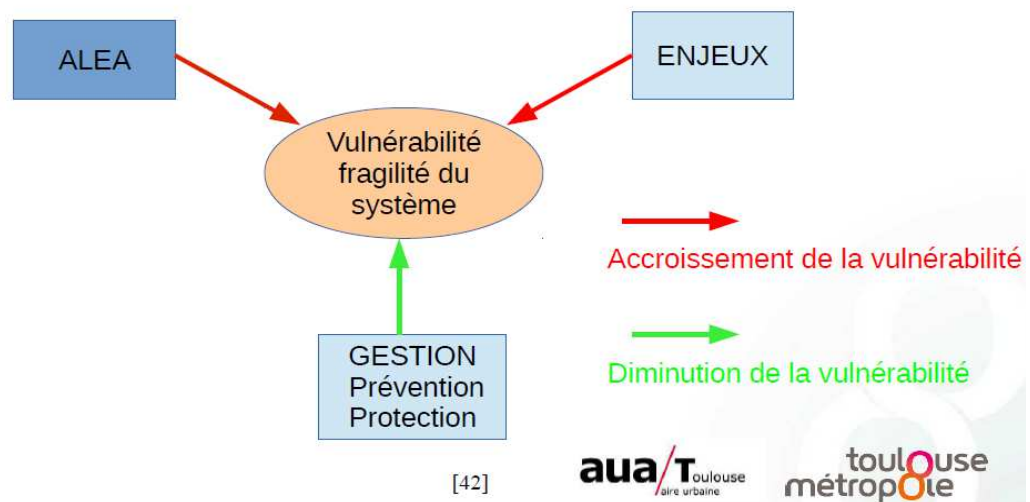 ALEA
ENJEUX
Vulnérabilité
fragilité du
système
Accroissement de la vulnérabilité
GESTION
Prévention
Protection
Diminution de la vulnérabilité
[42]
aua/Toulouse
aire urbaine
toulouse
métropole